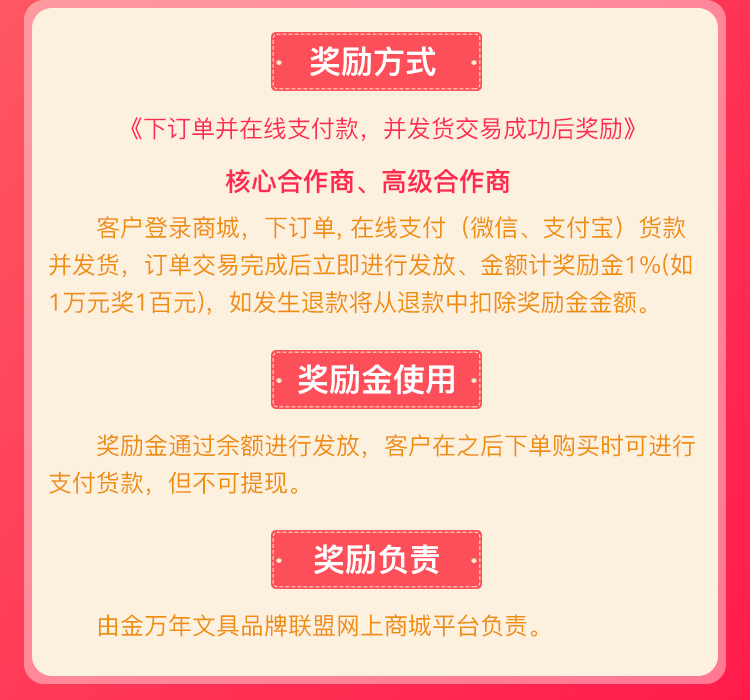 奖励方式
《下订单并在线支付款，并发货交易成功后奖励》
核心合作商、高级合作商
客户登录商城，下订单, 在线支付（微信、支付宝）货款
并发货，订单交易完成后立即进行发放、金额计奖励金1%(如
1万元奖1百元)，如发生退款将从退款中扣除奖励金金额。
奖励金使用
奖励金通过余额进行发放，客户在之后下单购买时可进行
支付货款，但不可提现。
奖励负责
由金万年文具品牌联盟网上商城平台负责。